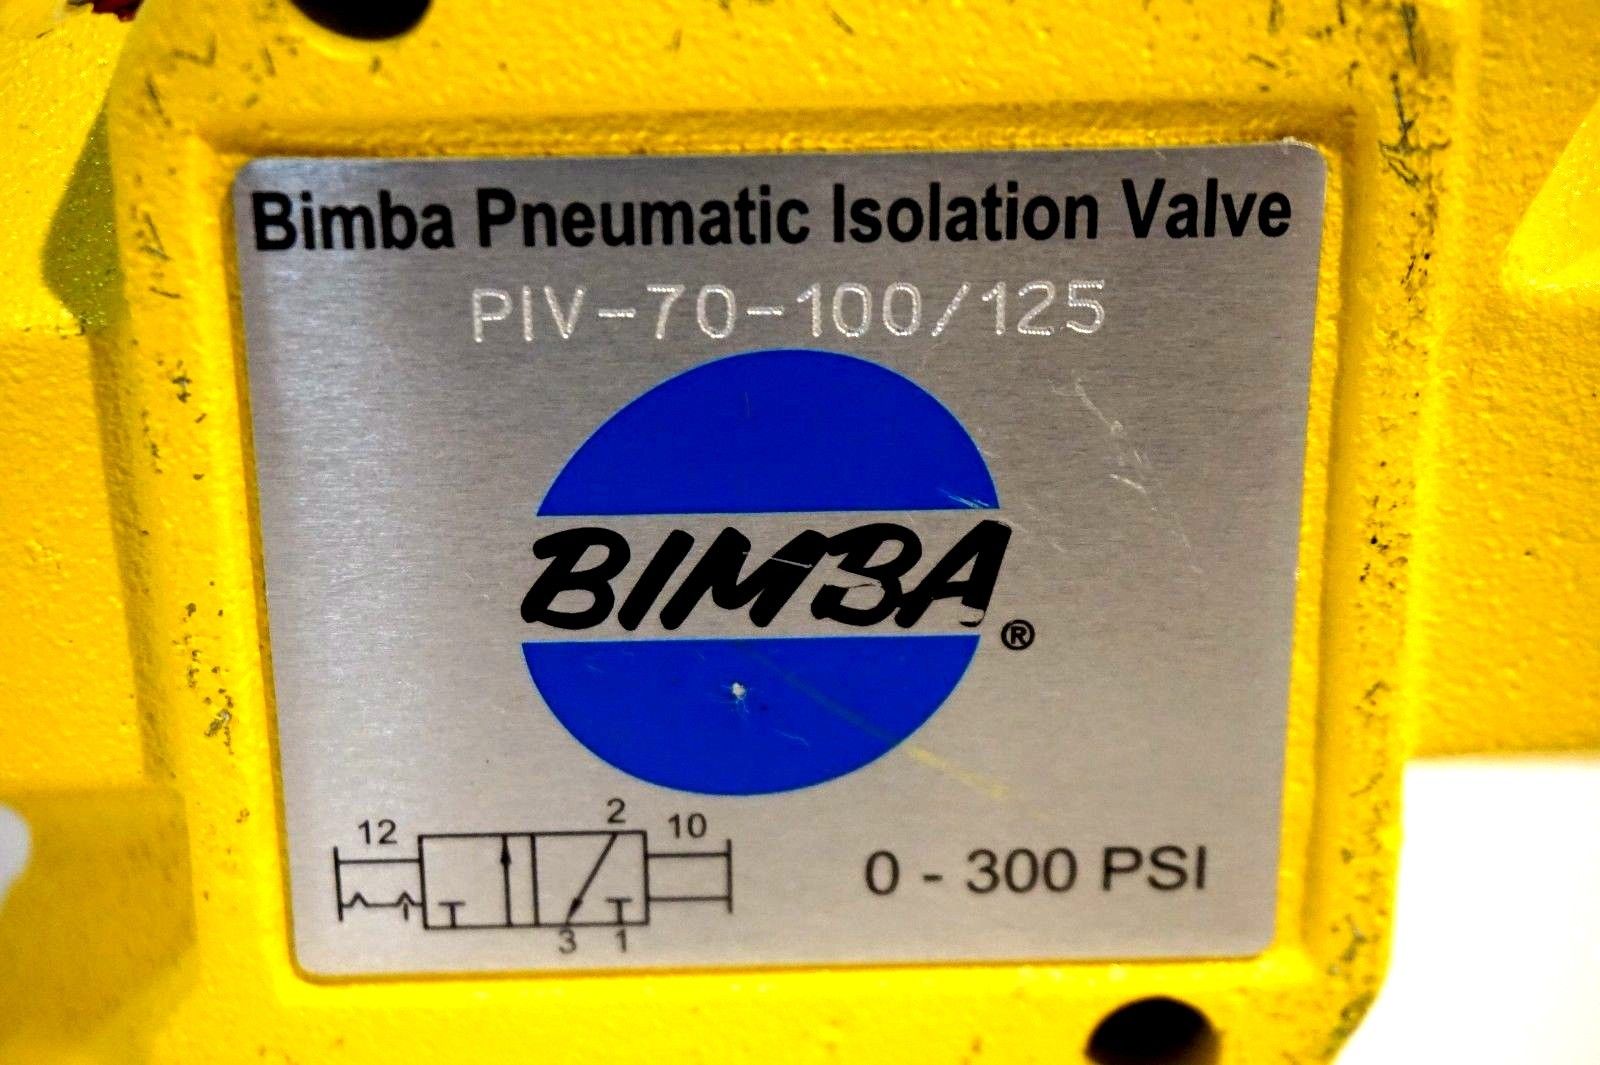 Bimba Pneumatic Isolation Valve
PIV-70-100/125
BIMBA®
12 2 10
3 1
0 - 300 PSI